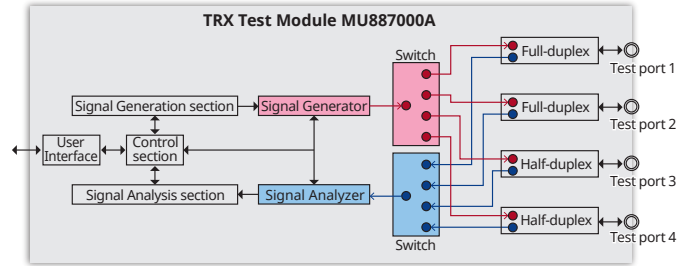 TRX Test Module MU887000A
Switch
Full-duplex
Test port 1
Signal Generation section
Signal Generator
Full-duplex
Test port 2
User
Interface
Control
section
Half-duplex
Test port 3
Signal Analysis section
Signal Analyzer
Half-duplex
Test port 4
Switch